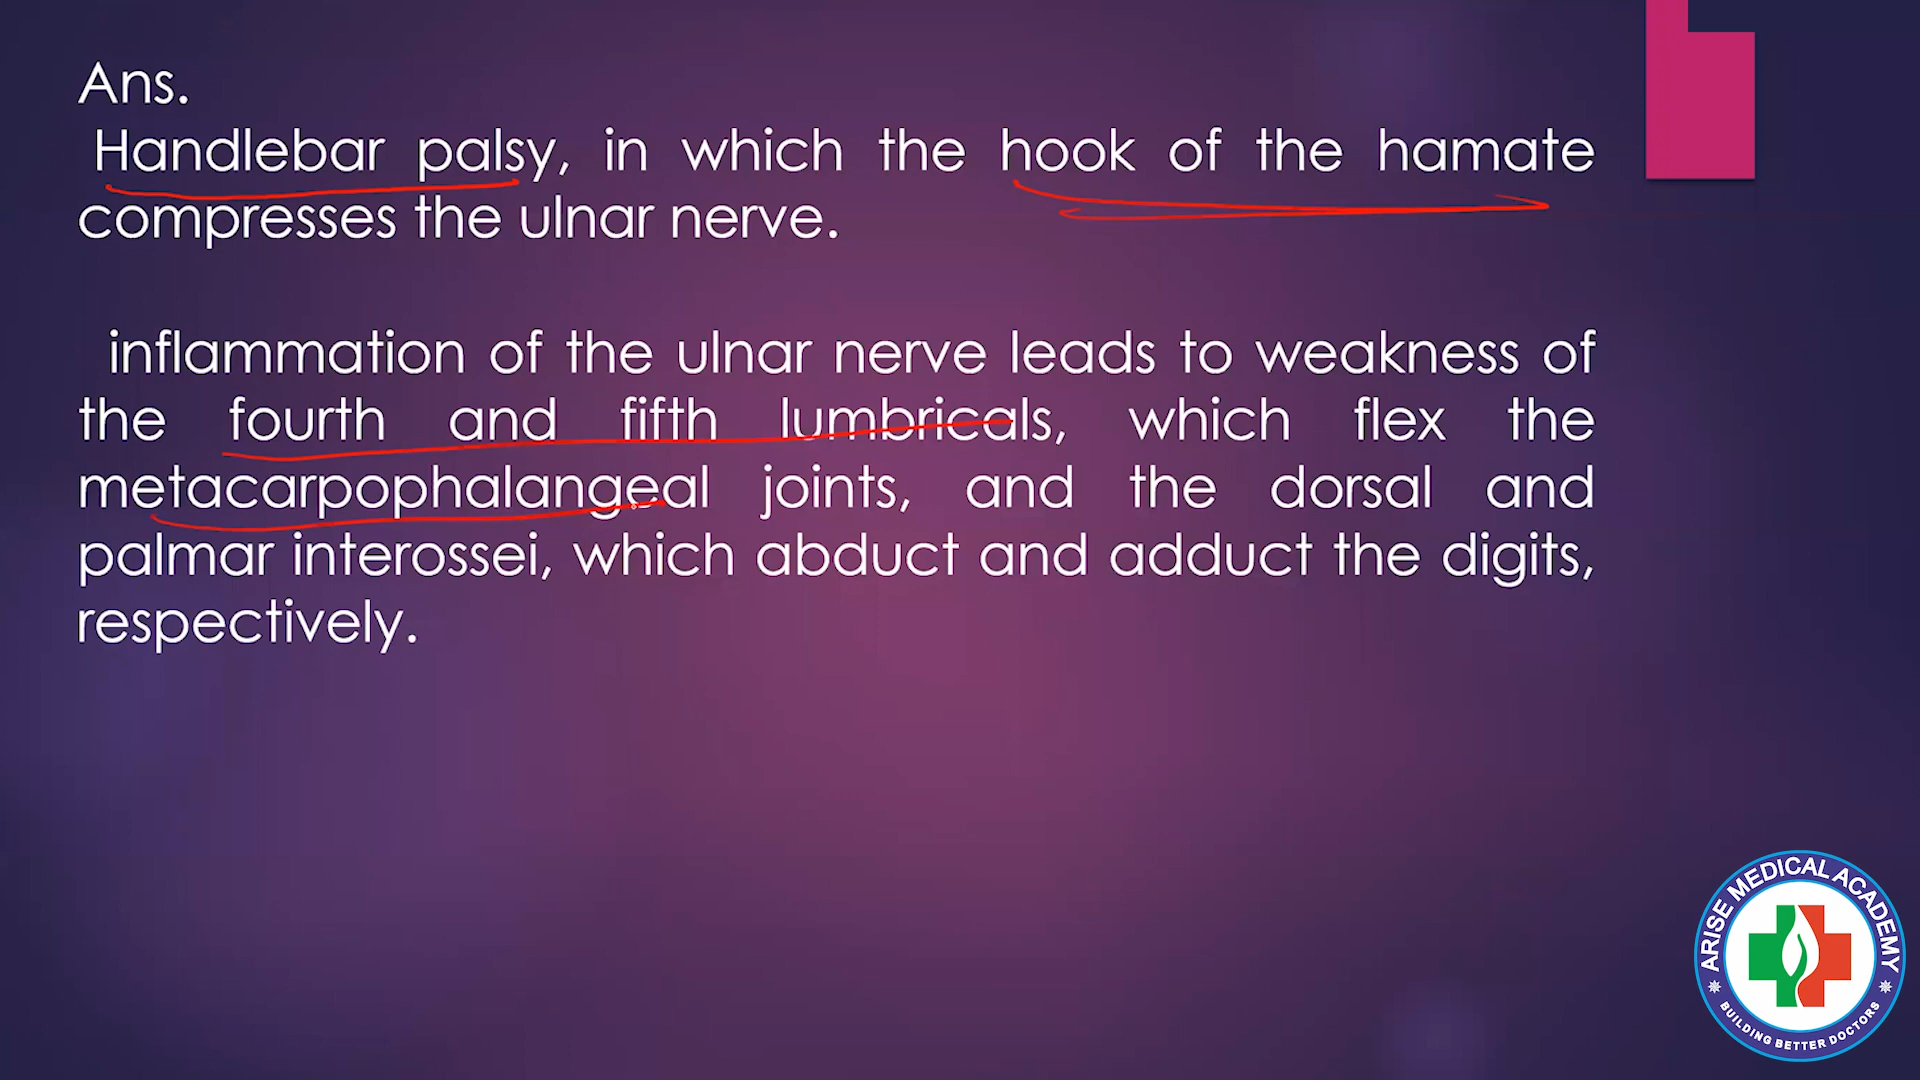 Ans.
Handlebar palsy, in which the hook of the hamate
compresses the ulnar nerve.
inflammation of the ulnar nerve leads to weakness of
the fourth and fifth lumbricals, which flex the
metacarpophalangeal joints, and the dorsal and
palmar interossei, which abduct and adduct the digits,
respectively.
ARISE MEDICAL ACADEMY
BUILDING BETTER DOCTORS